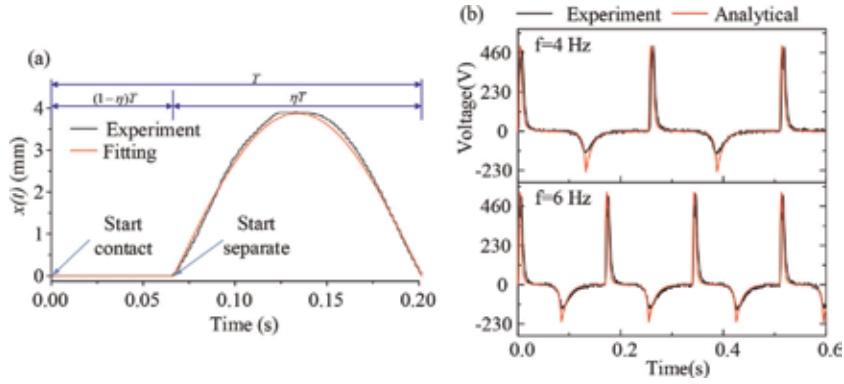 (a)
T
(1−η)T
ηT
4
3
2
1
0
x(t) (mm)
Experiment
Fitting
Start
contact
Start
separate
0.00 0.05 0.10 0.15 0.20
Time (s)
(b)
Experiment
Analytical
f=4 Hz
460
230
0
-230
Voltage(V)
f=6 Hz
460
230
0
-230
0.0 0.2 0.4 0.6
Time(s)